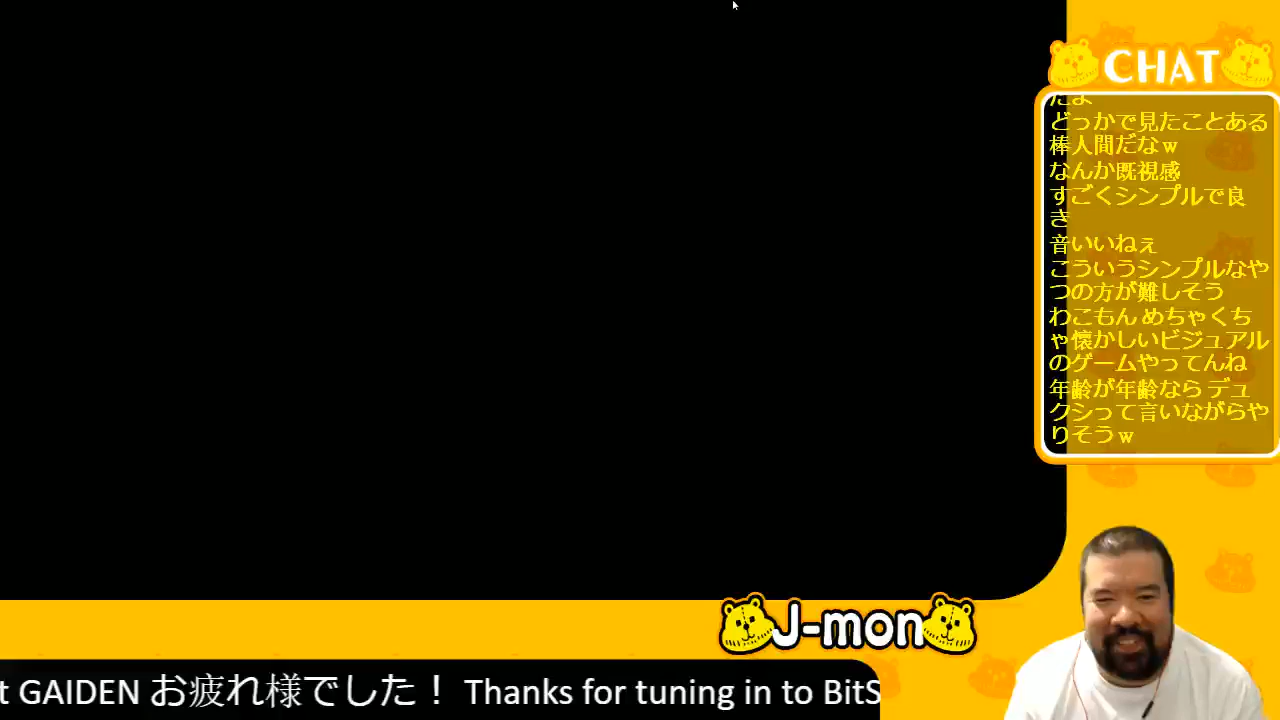 CHAT
だよ
どっかで見たことある
棒人間だなｗ
なんか既視感
すごくシンプルで良
き
音いいねぇ
こういうシンプルなや
つの方が難しそう
わこもん めちゃくち
ゃ懐かしいビジュアル
のゲームやってんね
年齢が年齢なら デュ
クシって言いながらや
りそうｗ
J-mon
t GAIDEN お疲れ様でした！ Thanks for tuning in to BitS